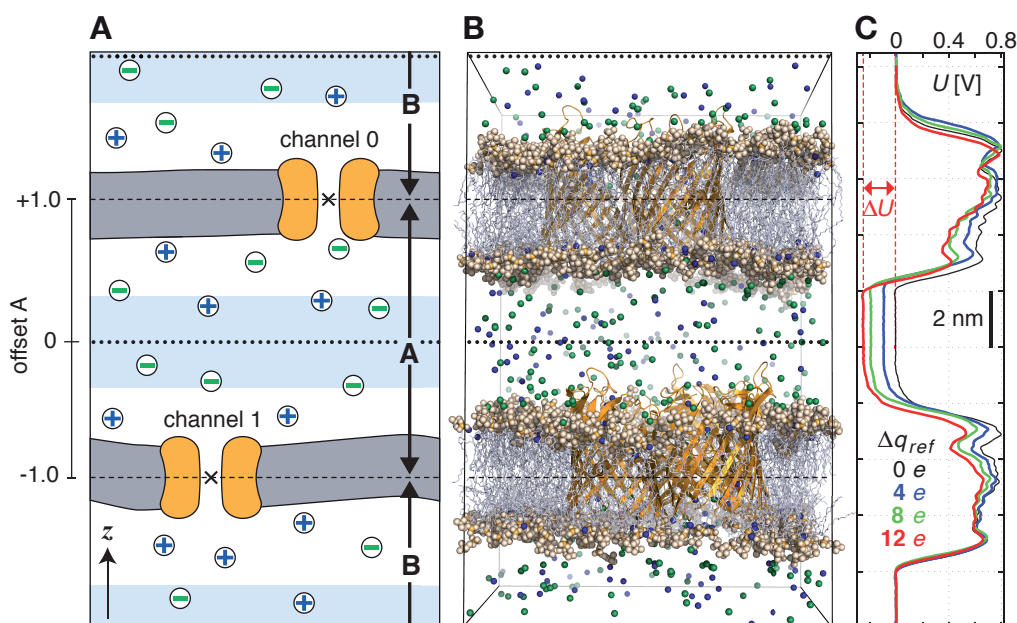 A
B
channel 0
+1.0
offset A
0
A
channel 1
-1.0
z
B
B
C
0 0.4 0.8
U [V]
ΔU
2 nm
Δq_ref
0 e
4 e
8 e
12 e